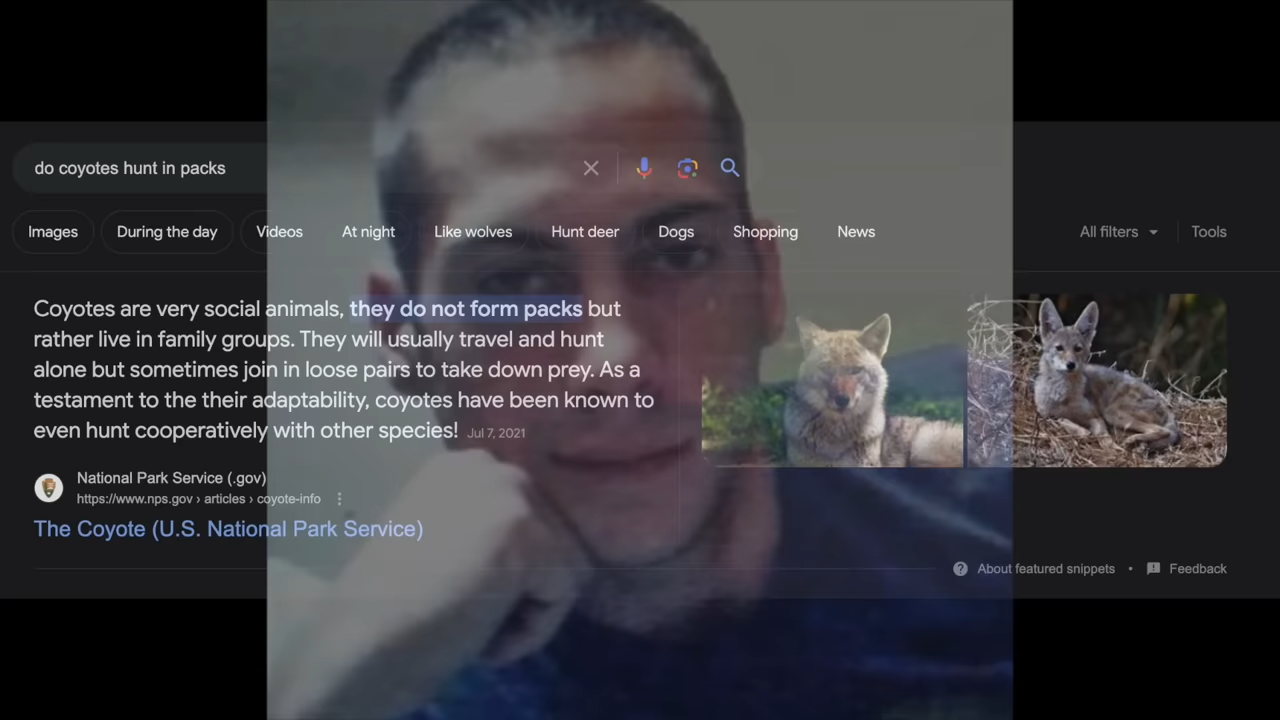 do coyotes hunt in packs
Images During the day Videos At night Like wolves Hunt deer Dogs Shopping News All filters Tools
Coyotes are very social animals, they do not form packs but
rather live in family groups. They will usually travel and hunt
alone but sometimes join in loose pairs to take down prey. As a
testament to the their adaptability, coyotes have been known to
even hunt cooperatively with other species! Jul 7, 2021
National Park Service (.gov)
https://www.nps.gov › articles › coyote-info
The Coyote (U.S. National Park Service)
About featured snippets • Feedback